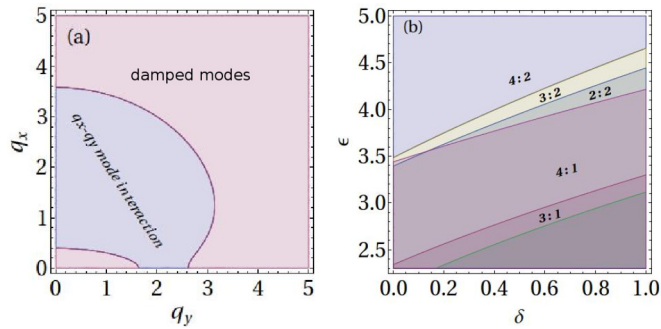 (a)
damped modes
qx-qy mode interaction
5
4
3
2
1
0
q_x
0 1 2 3 4 5
q_y
(b)
4:2
3:2
2:2
4:1
3:1
5.0
4.5
4.0
3.5
3.0
2.5
ϵ
0.0 0.2 0.4 0.6 0.8 1.0
δ